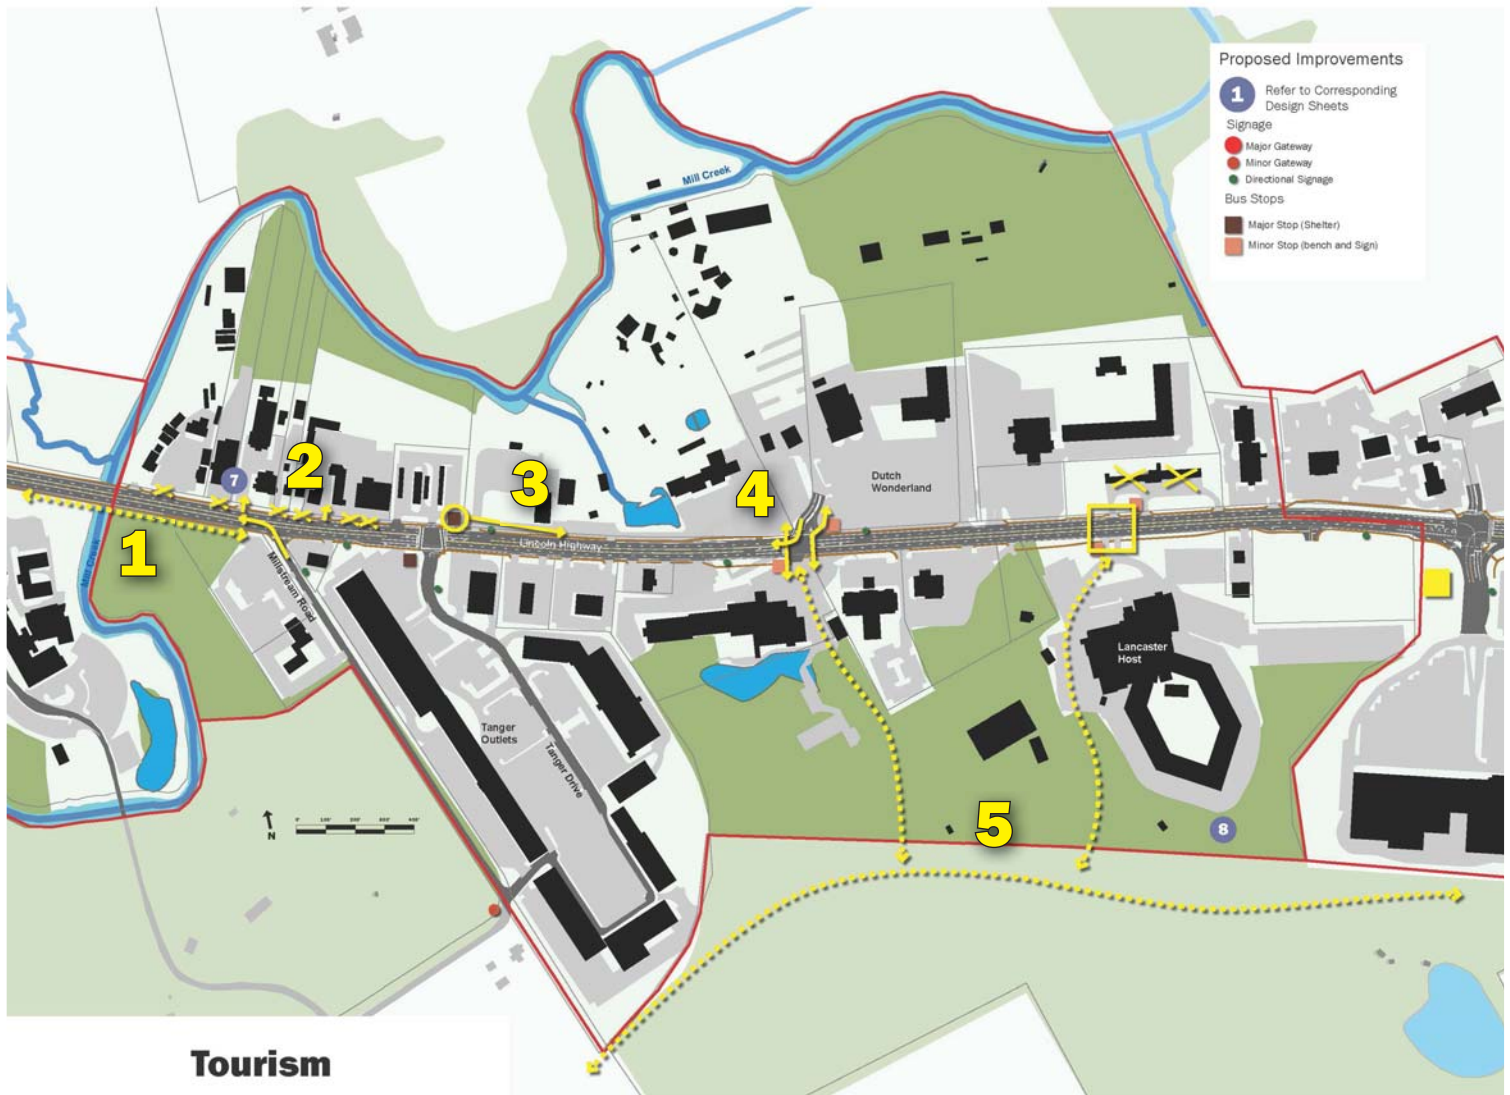 Proposed Improvements
1
Refer to Corresponding
Design Sheets
Signage
Major Gateway
Minor Gateway
Directional Signage
Bus Stops
Major Stop (Shelter)
Minor Stop (bench and Sign)
Mill Creek
7
2
3
4
Dutch
Wonderland
1
Lincoln Highway
Mill Creek
Millstream Road
Lancaster
Host
Tanger
Outlets
Tanger Drive
5
8
N
Tourism